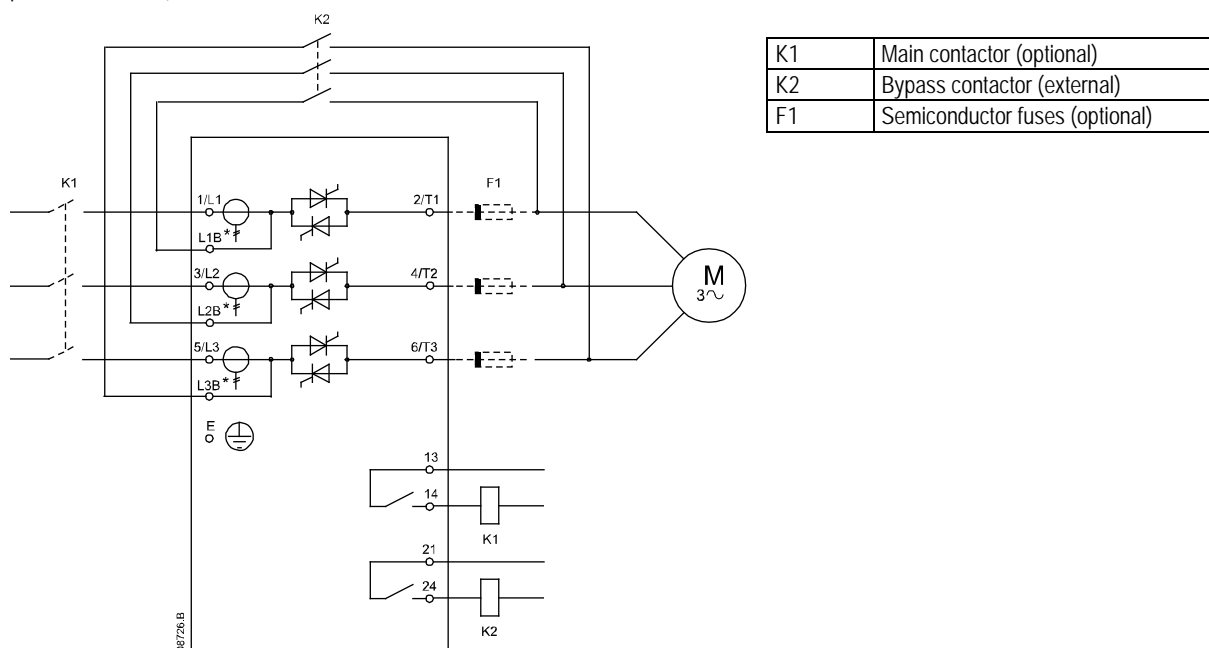 K2
K1 Main contactor (optional)
K2 Bypass contactor (external)
F1 Semiconductor fuses (optional)
K1
F1
1/L1
2/T1
L1B *
3/L2
4/T2
M
3
L2B *
5/L3
6/T3
L3B *
E
13
14
K1
21
24
K2